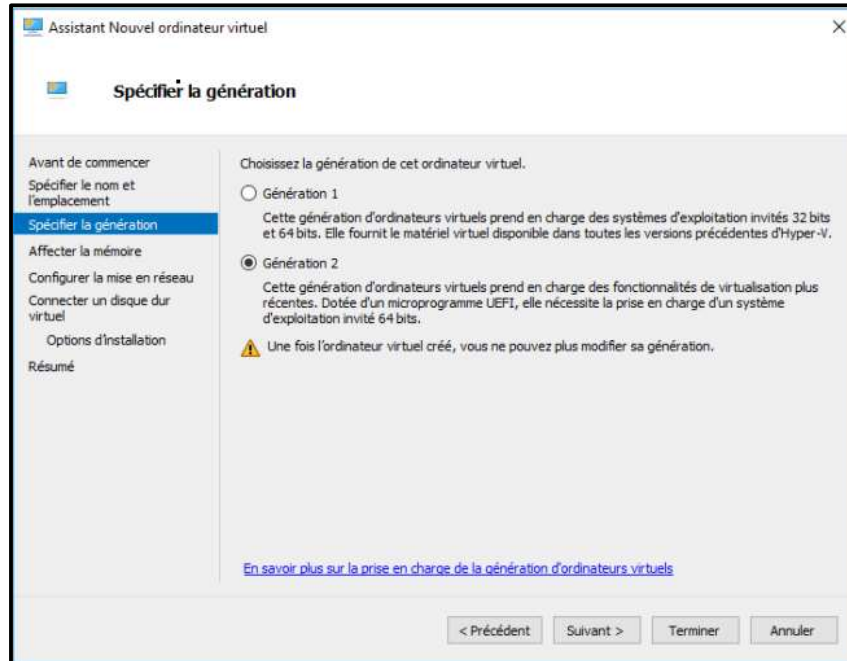 Assistant Nouvel ordinateur virtuel
Spécifier la génération
Avant de commencer
Spécifier le nom et
l'emplacement
Spécifier la génération
Affecter la mémoire
Configurer la mise en réseau
Connecter un disque dur
virtuel
Options d'installation
Résumé
Choisissez la génération de cet ordinateur virtuel.
Génération 1
Cette génération d'ordinateurs virtuels prend en charge des systèmes d'exploitation invités 32 bits
et 64 bits. Elle fournit le matériel virtuel disponible dans toutes les versions précédentes d'Hyper-V.
Génération 2
Cette génération d'ordinateurs virtuels prend en charge des fonctionnalités de virtualisation plus
récentes. Dotée d'un microprogramme UEFI, elle nécessite la prise en charge d'un système
d'exploitation invité 64 bits.
Une fois l'ordinateur virtuel créé, vous ne pouvez plus modifier sa génération.
En savoir plus sur la prise en charge de la génération d'ordinateurs virtuels
< Précédent Suivant > Terminer Annuler